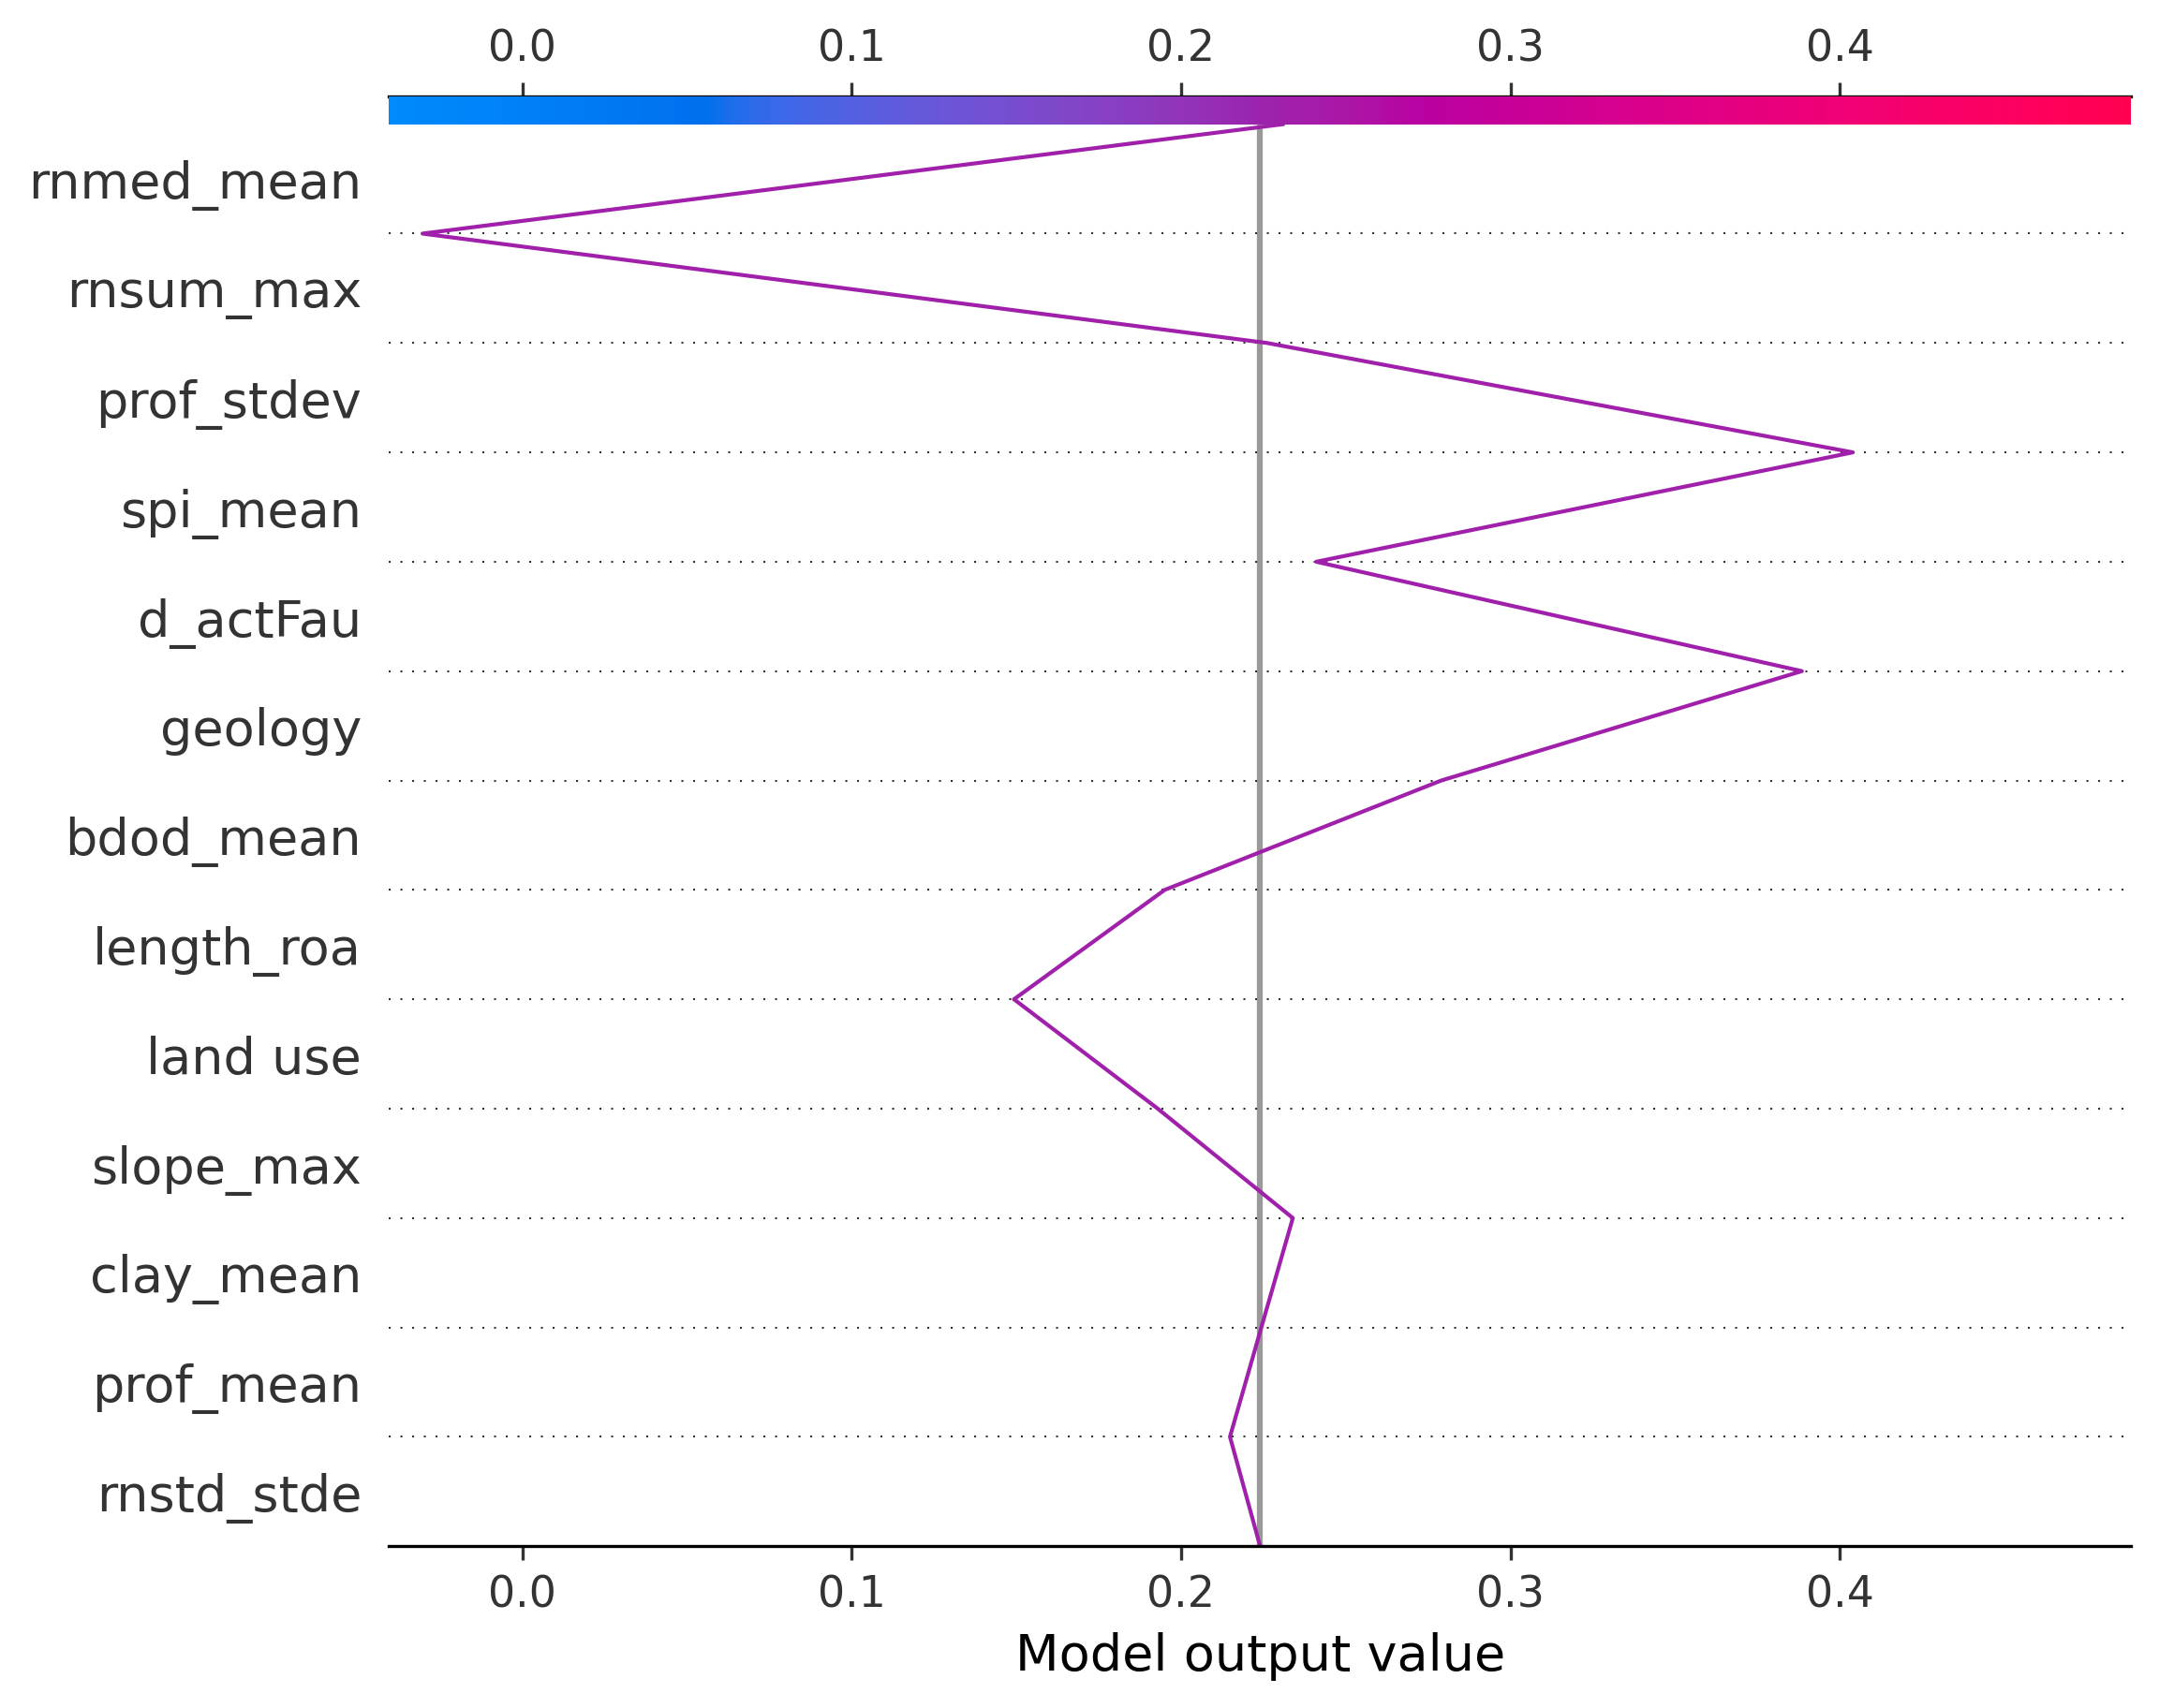 0.0 0.1 0.2 0.3 0.4
rnmed_mean
rnsum_max
prof_stdev
spi_mean
d_actFau
geology
bdod_mean
length_roa
land use
slope_max
clay_mean
prof_mean
rnstd_stde
0.0 0.1 0.2 0.3 0.4
Model output value